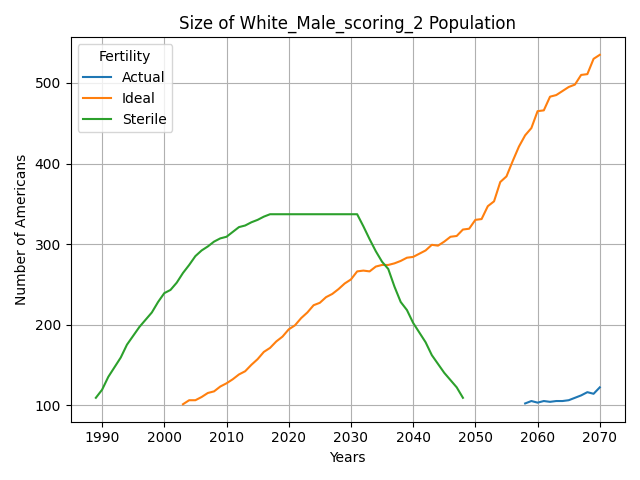 Size of White_Male_scoring_2 Population
Fertility
Actual
Ideal
Sterile
Number of Americans
500
400
300
200
100
1990 2000 2010 2020 2030 2040 2050 2060 2070
Years